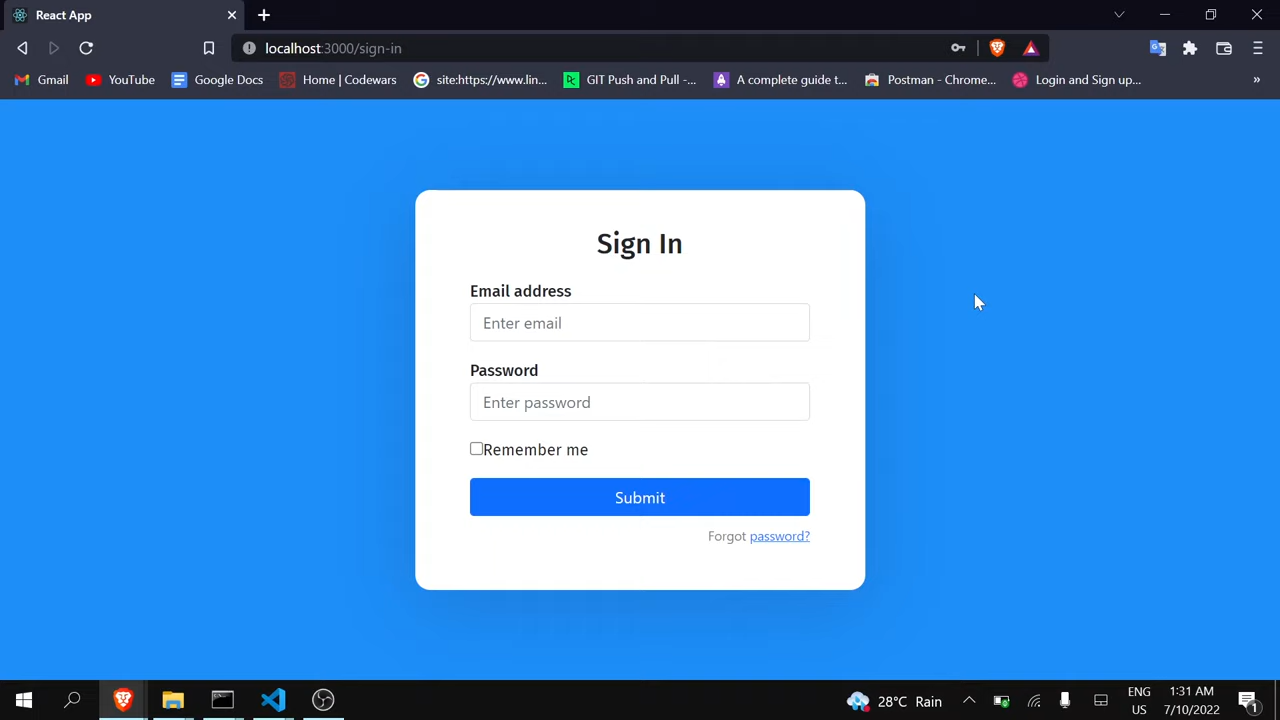 React App
localhost:3000/sign-in
Gmail YouTube Google Docs Home | Codewars site:https://www.lin... GIT Push and Pull -... A complete guide t... Postman - Chrome... Login and Sign up... »
Sign In
Email address
Enter email
Password
Enter password
Remember me
Submit
Forgot password?
28°C Rain
ENG
US
1:31 AM
7/10/2022
1